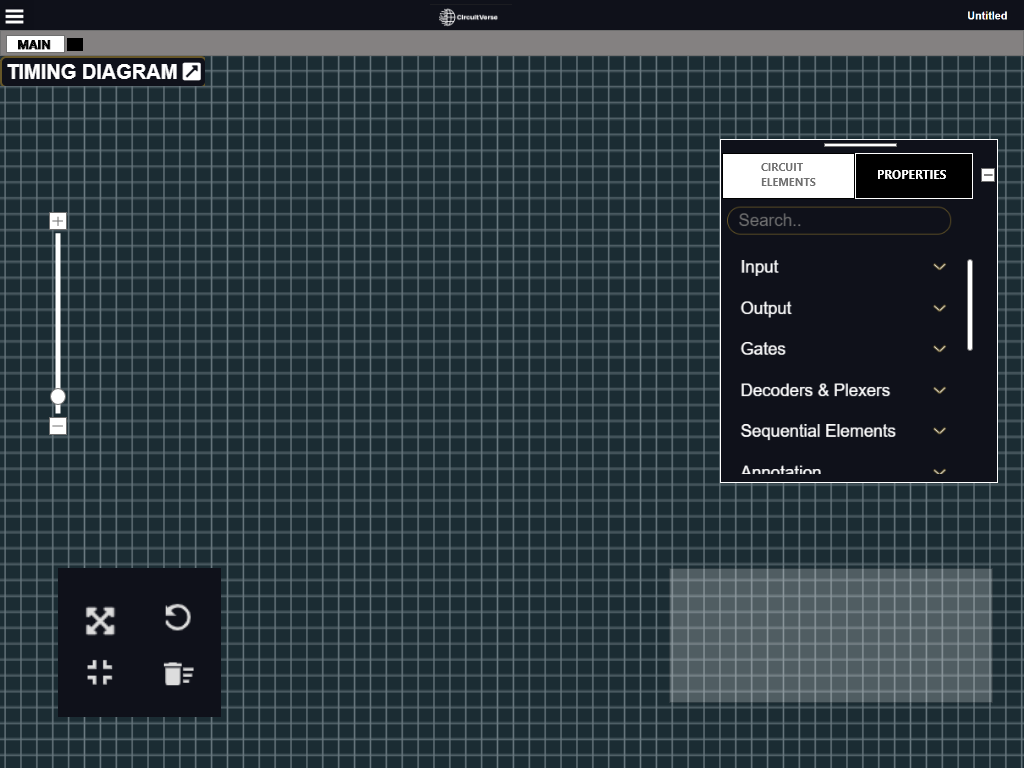 CircuitVerse
Untitled
MAIN
TIMING DIAGRAM
CIRCUIT
ELEMENTS
PROPERTIES
Search..
Input
Output
Gates
Decoders & Plexers
Sequential Elements
Annotation